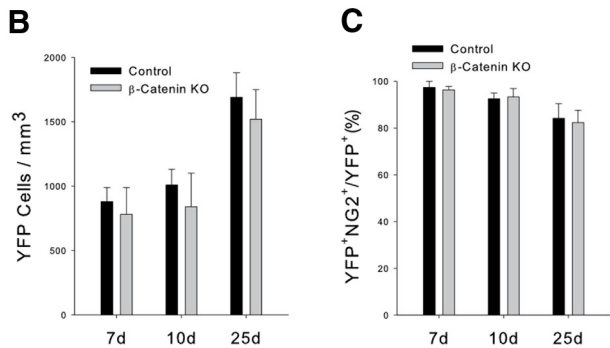 B
Control
β-Catenin KO
YFP Cells / mm3
2000
1500
1000
500
0
7d 10d 25d
C
Control
β-Catenin KO
YFP+NG2+/YFP+(%)
100
80
60
40
20
0
7d 10d 25d